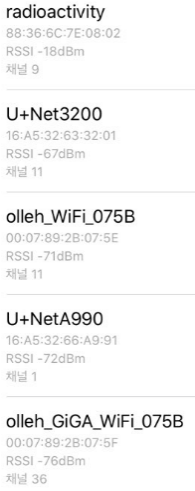 radioactivity
88:36:6C:7E:08:02
RSSI -18dBm
채널 9
U+Net3200
16:A5:32:63:32:01
RSSI -67dBm
채널 11
olleh_WiFi_075B
00:07:89:2B:07:5E
RSSI -71dBm
채널 11
U+NetA990
16:A5:32:66:A9:91
RSSI -72dBm
채널 1
olleh_GiGA_WiFi_075B
00:07:89:2B:07:5F
RSSI -76dBm
채널 36